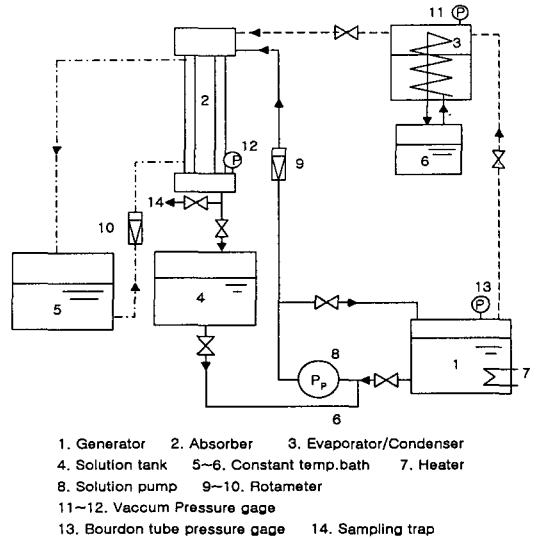 11
P
3
2
12
P
9
6
14
10
13
P
5
4
8
1
7
Pp
6
1. Generator 2. Absorber 3. Evaporator/Condenser
4. Solution tank 5~6. Constant temp.bath 7. Heater
8. Solution pump 9~10. Rotameter
11~12. Vaccum Pressure gage
13. Bourdon tube pressure gage 14. Sampling trap